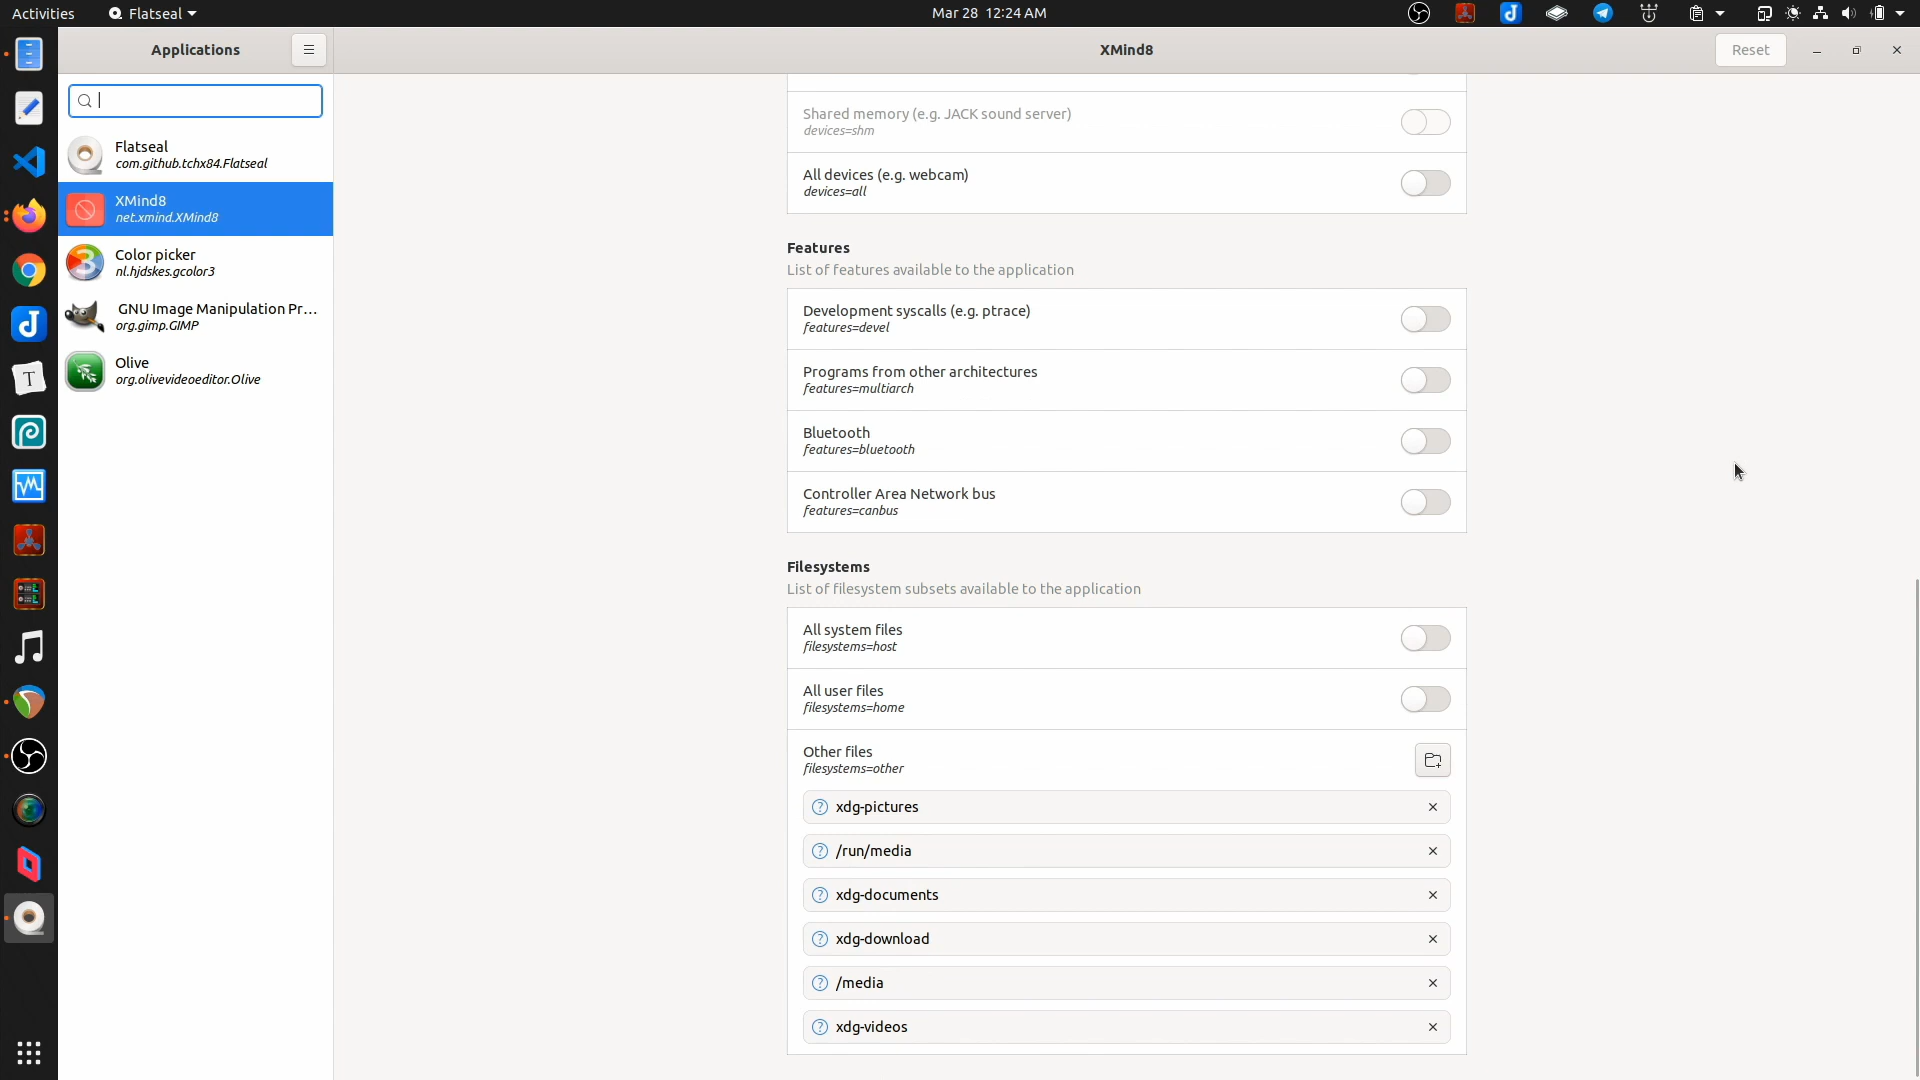 Activities
Flatseal
Mar 28 12:24 AM
Applications
XMind8
Reset
Flatseal
com.github.tchx84.Flatseal
XMind8
net.xmind.XMind8
Color picker
nl.hjdskes.gcolor3
GNU Image Manipulation Pr...
org.gimp.GIMP
Olive
org.olivevideoeditor.Olive
Shared memory (e.g. JACK sound server)
devices=shm
All devices (e.g. webcam)
devices=all
Features
List of features available to the application
Development syscalls (e.g. ptrace)
features=devel
Programs from other architectures
features=multiarch
Bluetooth
features=bluetooth
Controller Area Network bus
features=canbus
Filesystems
List of filesystem subsets available to the application
All system files
filesystems=host
All user files
filesystems=home
Other files
filesystems=other
xdg-pictures
/run/media
xdg-documents
xdg-download
/media
xdg-videos